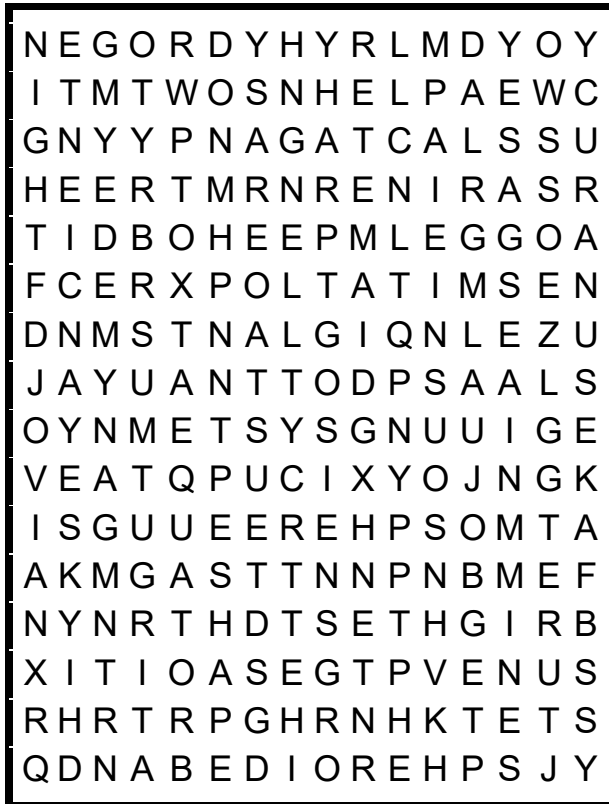 N E G O R D Y H Y R L M D Y O Y
I T M T W O S N H E L P A E W C
G N Y Y P N A G A T C A L S S U
H E E R T M R N R E N I R A S R
T I D B O H E E P M L E G G O A
F C E R X P O L T A T I M S E N
D N M S T N A L G I Q N L E Z U
J A Y U A N T T O D P S A A L S
O Y N M E T S Y S G N U U I G E
V E A T Q P U C I X Y O J N G K
I S G U U E E R E H P S O M T A
A K M G A S T T N N P N B M E F
N Y N R T H D T S E T H G I R B
X I T I O A S E G T P V E N U S
R H R T R P G H R N H K T E T S
Q D N A B E D I O R E H P S J Y